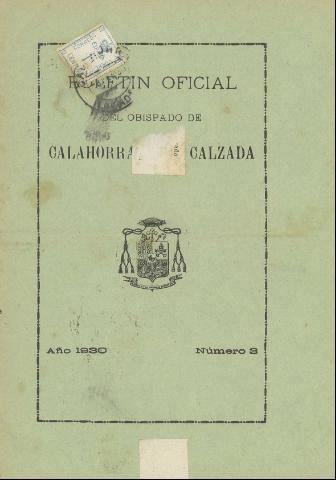 BOLETIN OFICIAL
DEL OBISPADO DE
CALAHORRA CALZADA
Año 1930 Número 3